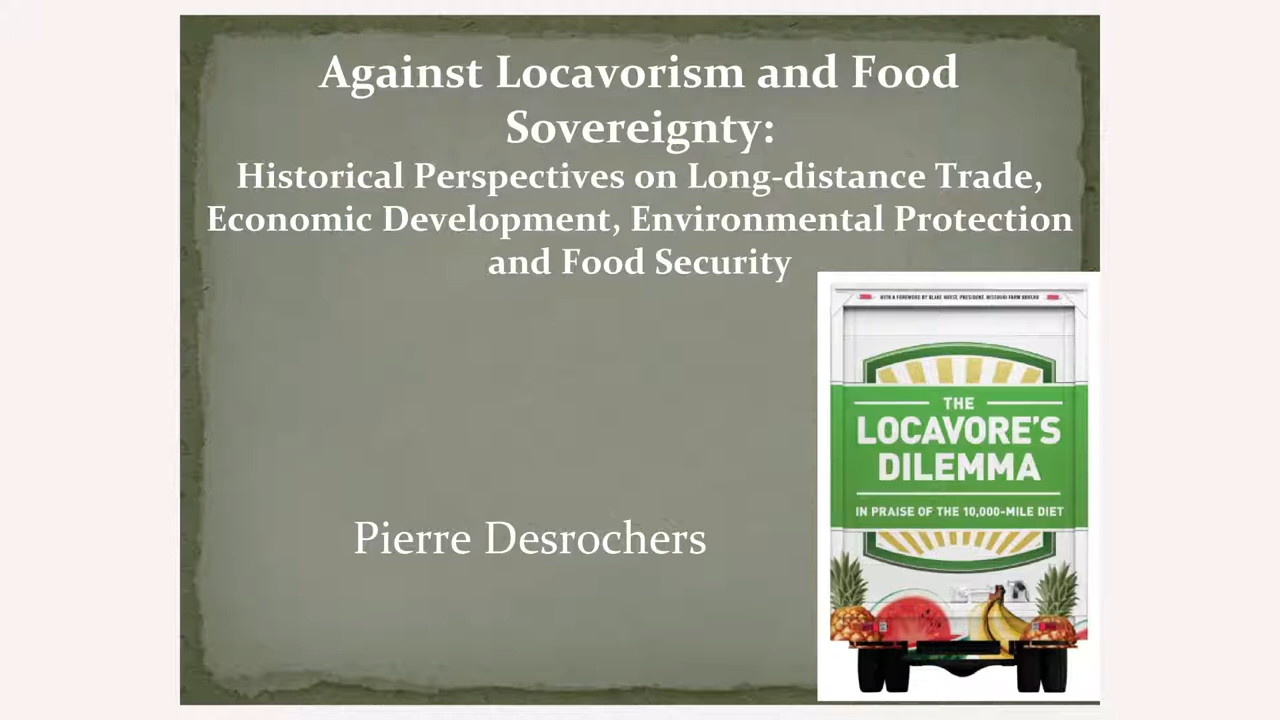 Against Locavorism and Food
Sovereignty:
Historical Perspectives on Long-distance Trade,
Economic Development, Environmental Protection
and Food Security
WITH A FOREWORD BY BLAKE HURST, PRESIDENT, MISSOURI FARM BUREAU
THE
LOCAVORE'S
DILEMMA
IN PRAISE OF THE 10,000-MILE DIET
Pierre Desrochers